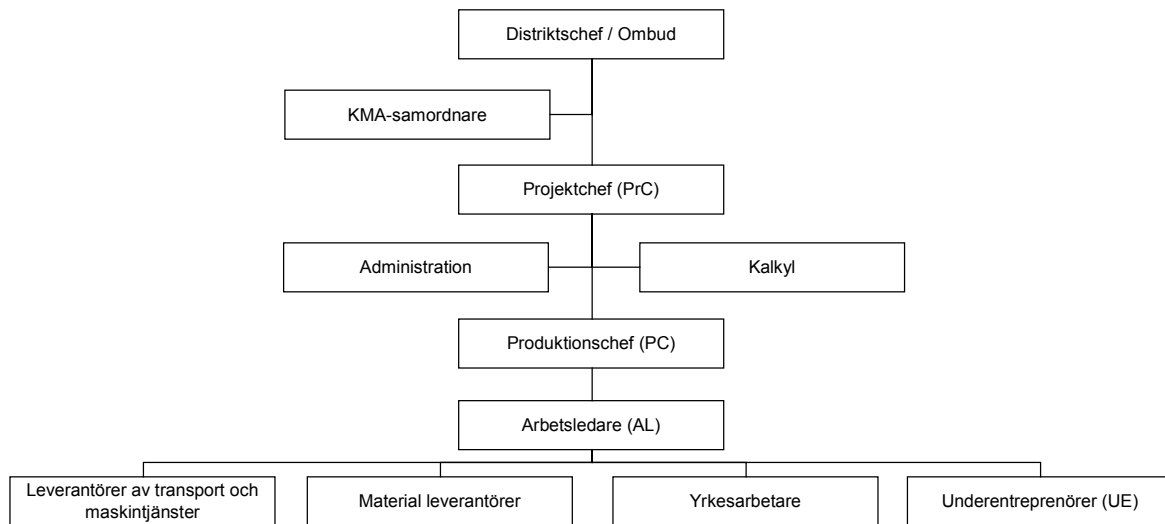 Distriktschef / Ombud
KMA-samordnare
Projektchef (PrC)
Administration
Kalkyl
Produktionschef (PC)
Arbetsledare (AL)
Leverantörer av transport och
maskintjänster
Material leverantörer
Yrkesarbetare
Underentreprenörer (UE)